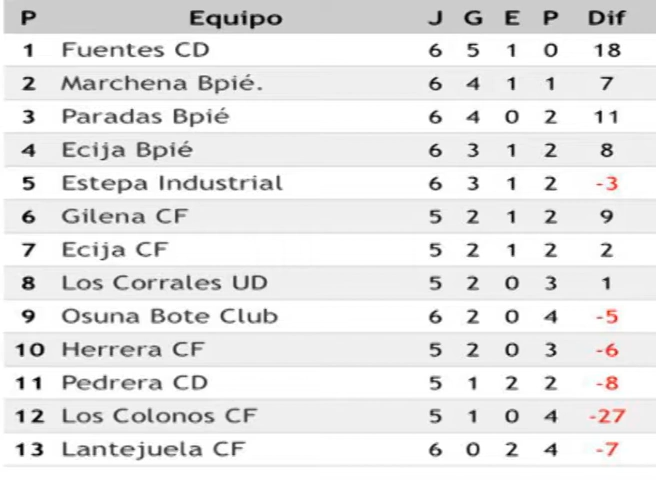 P Equipo J G E P Dif
1 Fuentes CD 6 5 1 0 18
2 Marchena Bpié. 6 4 1 1 7
3 Paradas Bpié 6 4 0 2 11
4 Ecija Bpié 6 3 1 2 8
5 Estepa Industrial 6 3 1 2 -3
6 Gilena CF 5 2 1 2 9
7 Ecija CF 5 2 1 2 2
8 Los Corrales UD 5 2 0 3 1
9 Osuna Bote Club 6 2 0 4 -5
10 Herrera CF 5 2 0 3 -6
11 Pedrera CD 5 1 2 2 -8
12 Los Colonos CF 5 1 0 4 -27
13 Lantejuela CF 6 0 2 4 -7